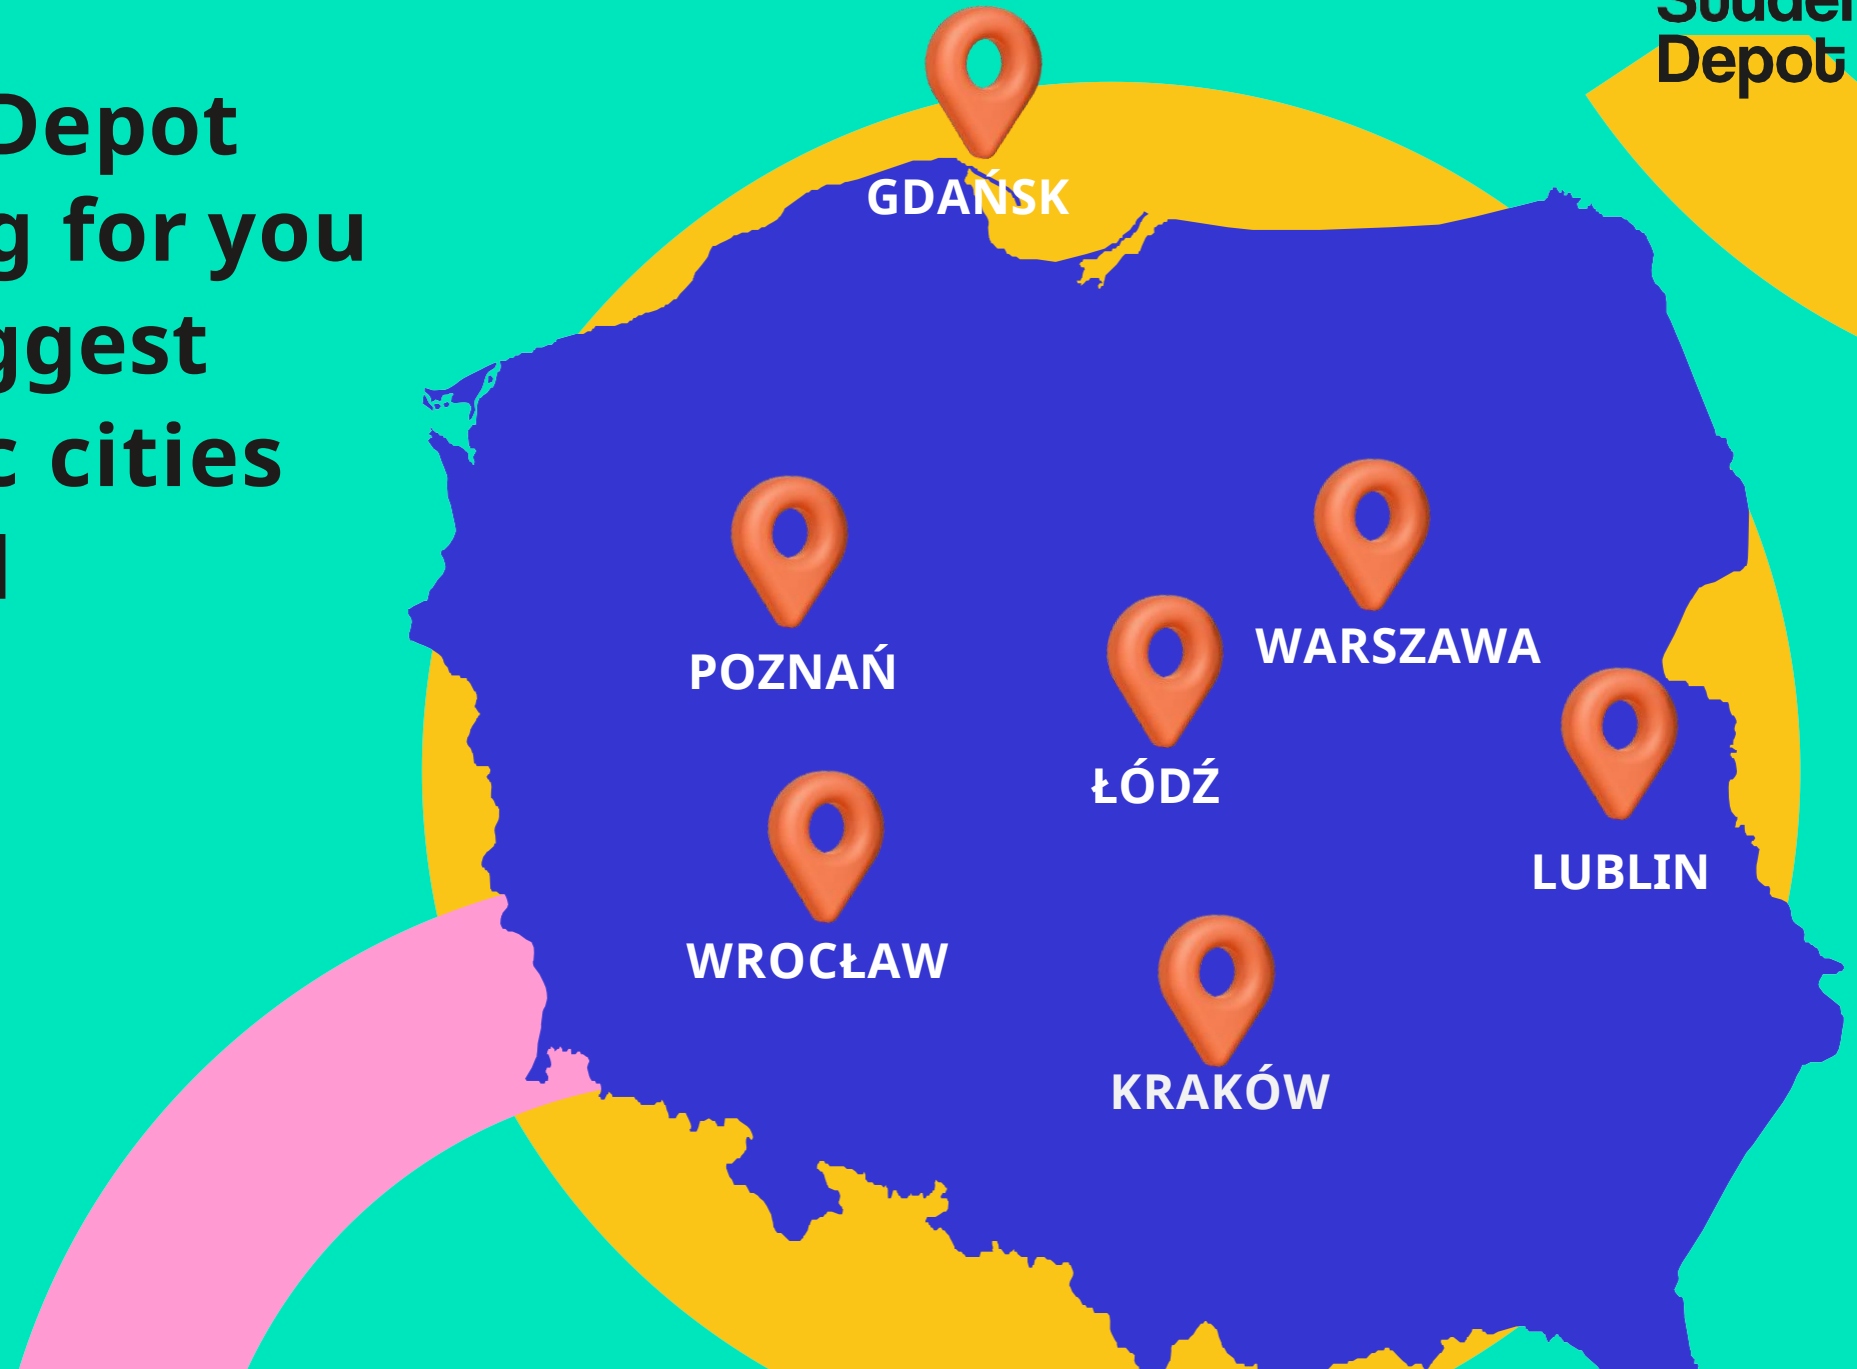 Depot
g for you
ggest
c cities
Depot
GDAŃSK
POZNAŃ
WARSZAWA
ŁÓDŹ
LUBLIN
WROCŁAW
KRAKÓW